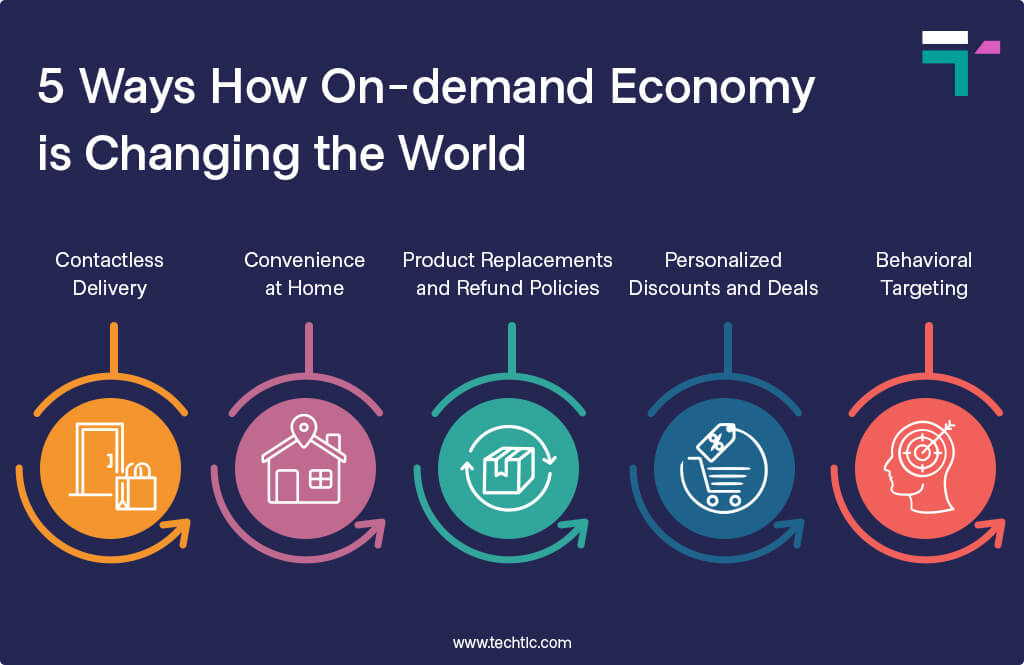 5 Ways How On-demand Economy
is Changing the World
Contactless
Delivery
Convenience
at Home
Product Replacements
and Refund Policies
Personalized
Discounts and Deals
Behavioral
Targeting
%
www.techtic.com